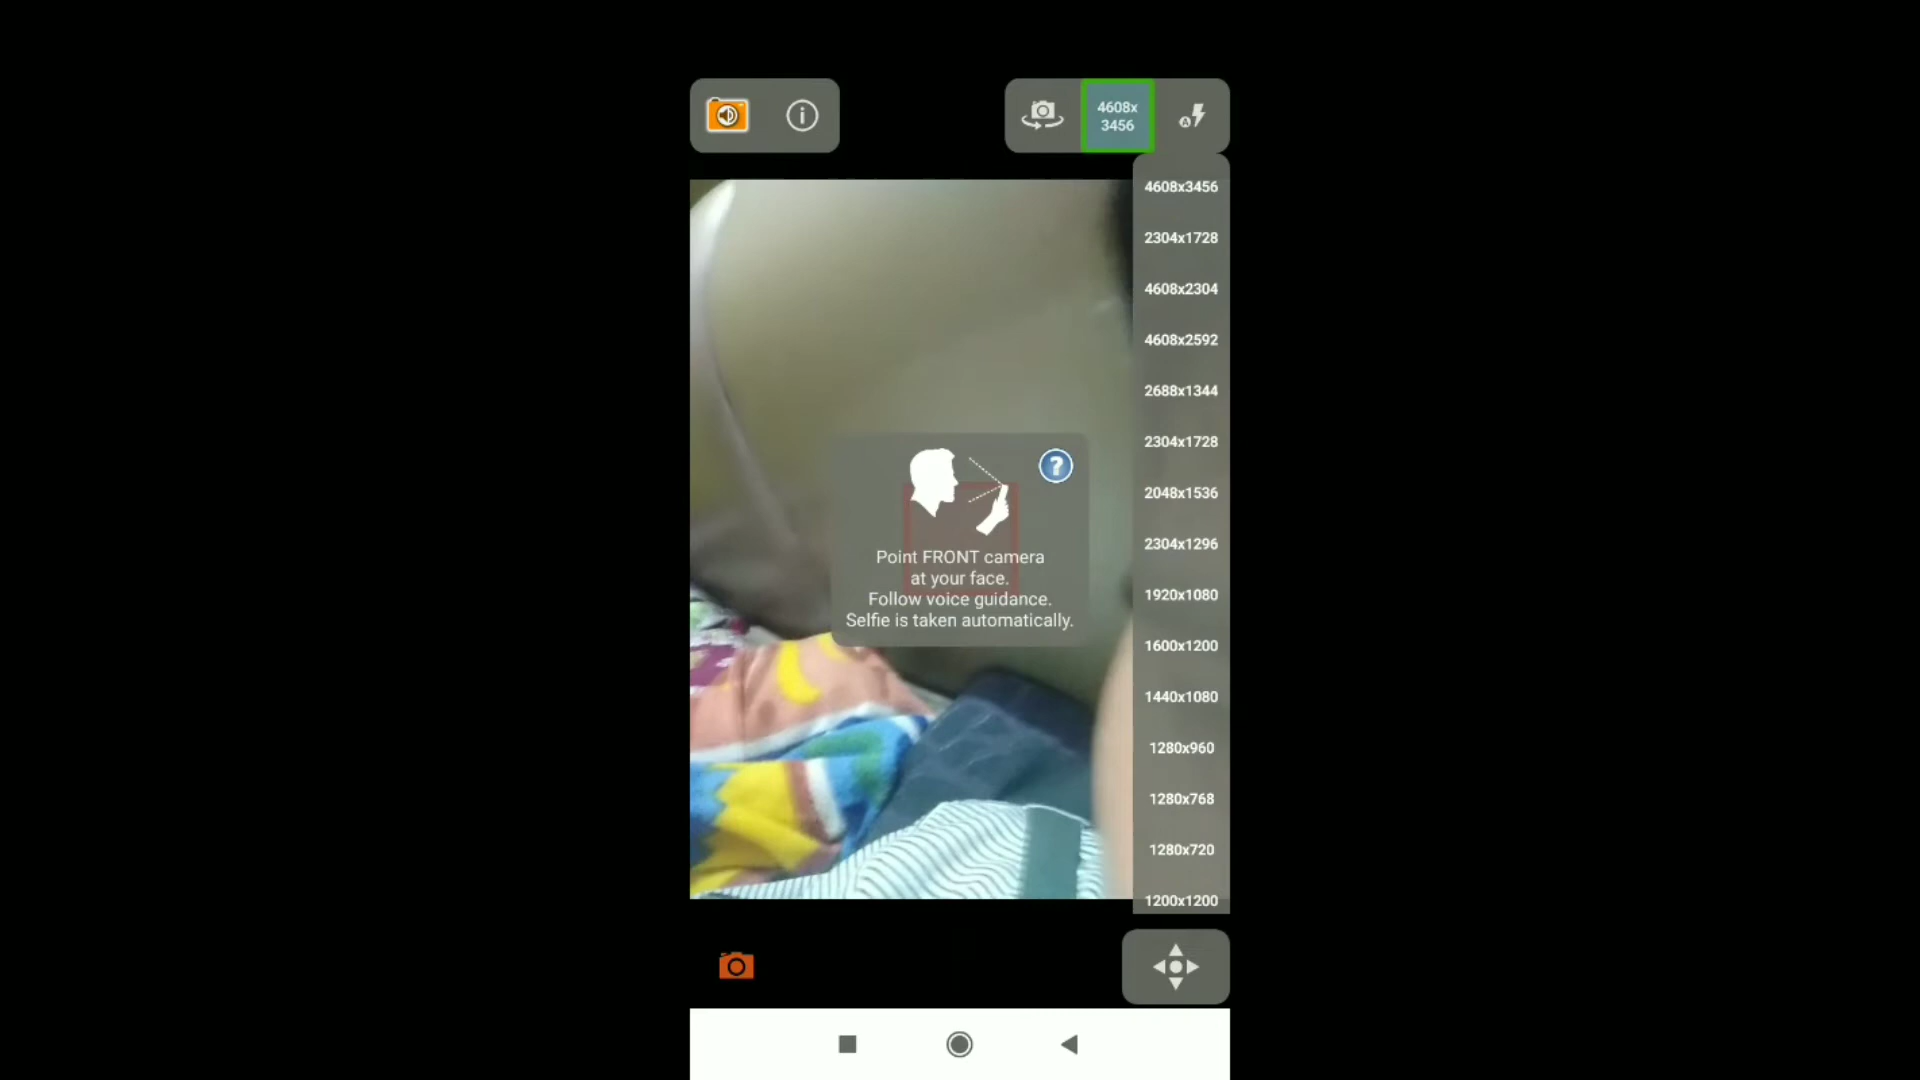 4608x
3456
4608x3456
2304x1728
4608x2304
4608x2592
2688x1344
2304x1728
2048x1536
2304x1296
1920x1080
1600x1200
1440x1080
1280x960
1280x768
1280x720
1200x1200
?
Point FRONT camera
at your face.
Follow voice guidance.
Selfie is taken automatically.